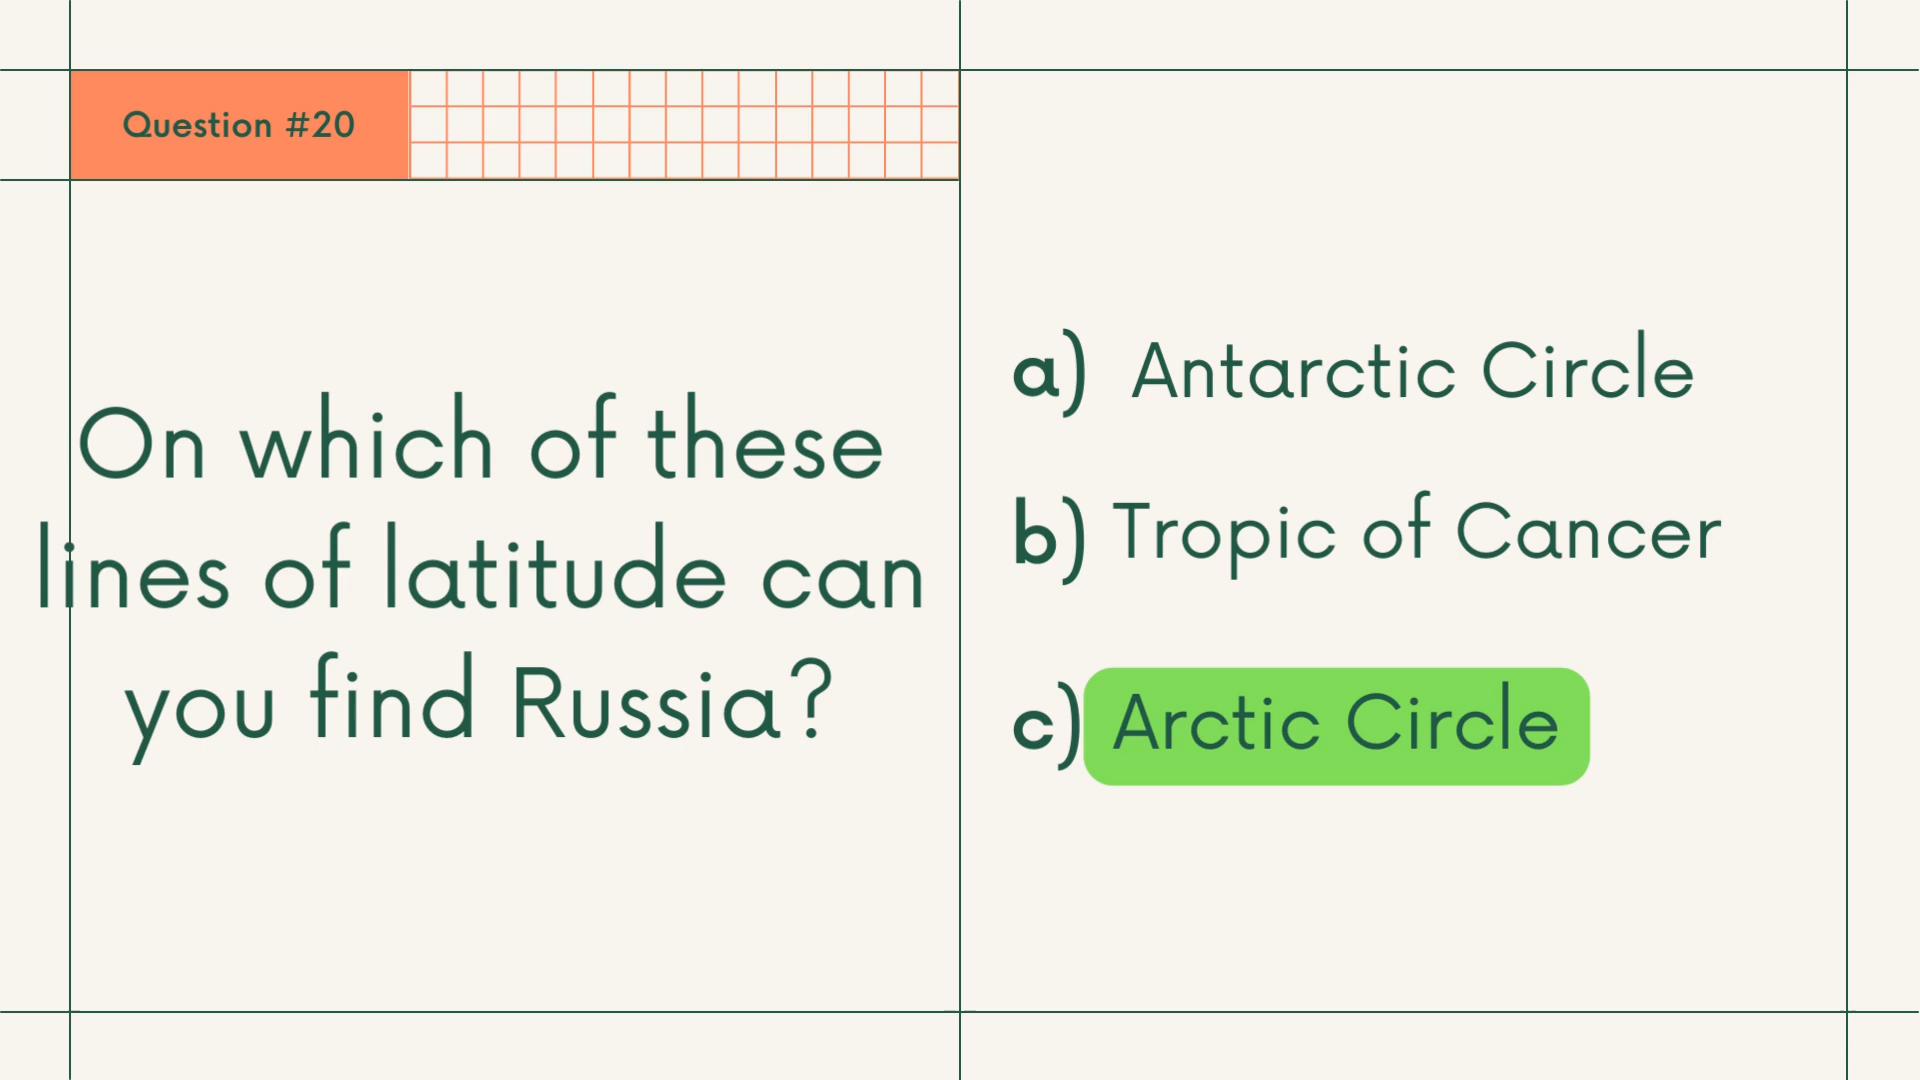 Question #20
On which of these
lines of latitude can
you find Russia?
a) Antarctic Circle
b) Tropic of Cancer
c) Arctic Circle